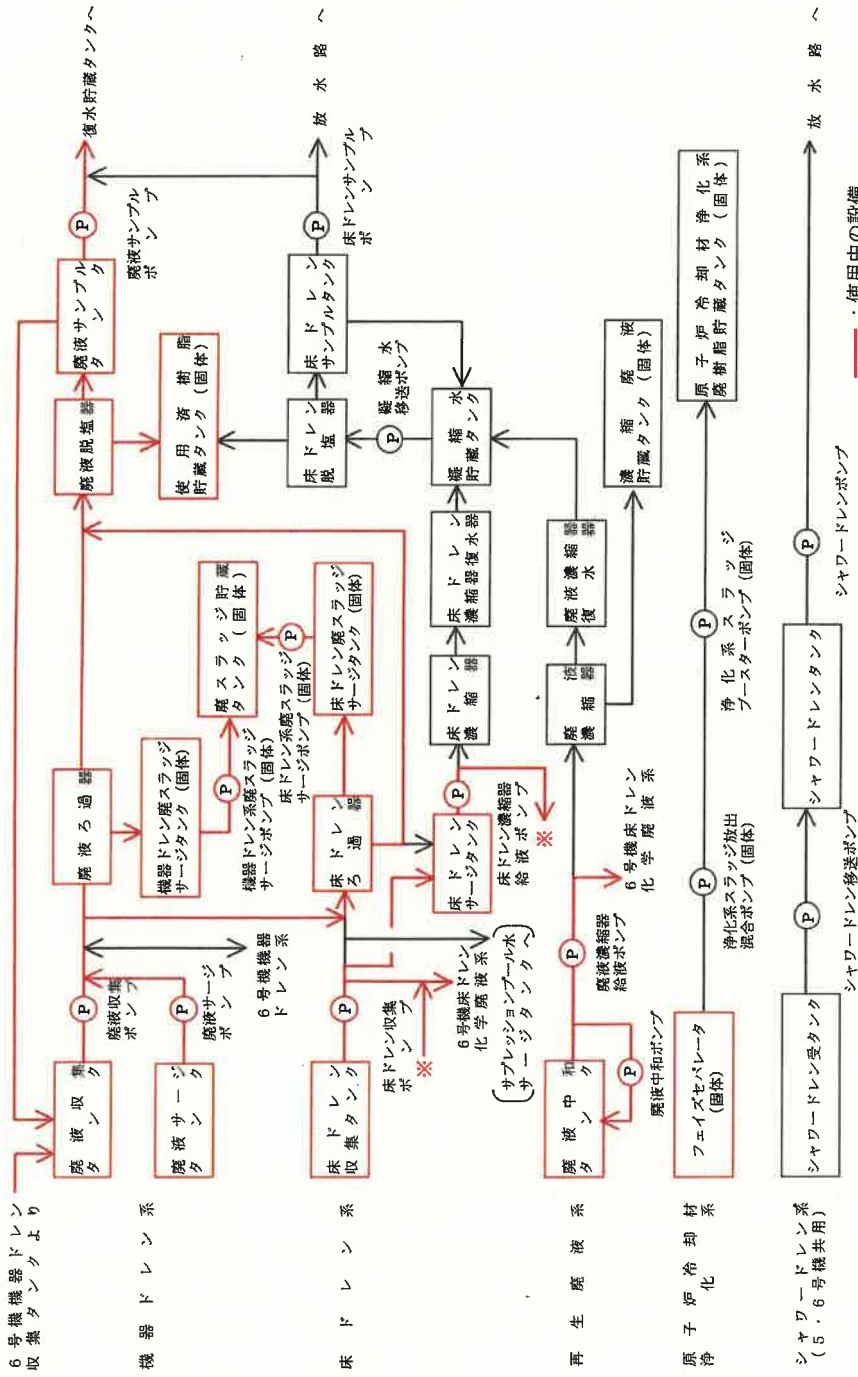 6号機機器ドレン
収集タンクより
機器ドレン系
廃液収集
タンク
廃液サージ
タンク
P
廃液収集
ポンプ
P
廃液サージ
ポンプ
6号機機器
ドレン系
廃液ろ過器
機器ドレン廃スラッジ
サージタンク(固体)
P
機器ドレン系廃スラッジ
サージポンプ(固体)
廃スラッジ貯蔵
タンク(固体)
廃液脱塩器
使用済樹脂
貯蔵タンク(固体)
廃液サンプル
タンク
P
廃液サンプル
ポンプ
復水貯蔵タンクへ
床ドレン系
床ドレン
収集タンク
P
床ドレン収集
ポンプ
※
6号機床ドレン
化学廃液系
(サプレッションプール水
サージタンクへ)
床ドレン
ろ過器
床ドレン廃スラッジ
サージタンク(固体)
P
床ドレン系廃スラッジ
サージポンプ(固体)
床ドレン
サージタンク
P
床ドレン濃縮器
給液ポンプ
※
床ドレン
濃縮器
床ドレン
濃縮器復水器
凝縮水
貯蔵タンク
P
凝縮水
移送ポンプ
床ドレン
脱塩器
床ドレン
サンプルタンク
P
床ドレンサンプル
ポンプ
放水路へ
再生廃液系
廃液中和
タンク
P
廃液中和ポンプ
P
廃液濃縮器
給液ポンプ
6号機床ドレン
化学廃液系
廃液
濃縮器
廃液濃縮器
復水器
濃縮廃液
貯蔵タンク(固体)
原子炉冷却材
浄化系
フェイズセパレータ
(固体)
P
浄化系スラッジ放出
混合ポンプ(固体)
P
浄化系スラッジ
ブースターポンプ(固体)
原子炉冷却材浄化系
廃樹脂貯蔵タンク(固体)
シャワードレン系
(5・6号機共用)
シャワードレン受タンク
P
シャワードレン移送ポンプ
シャワードレンタンク
P
シャワードレンポンプ
放水路へ
:使用中の設備